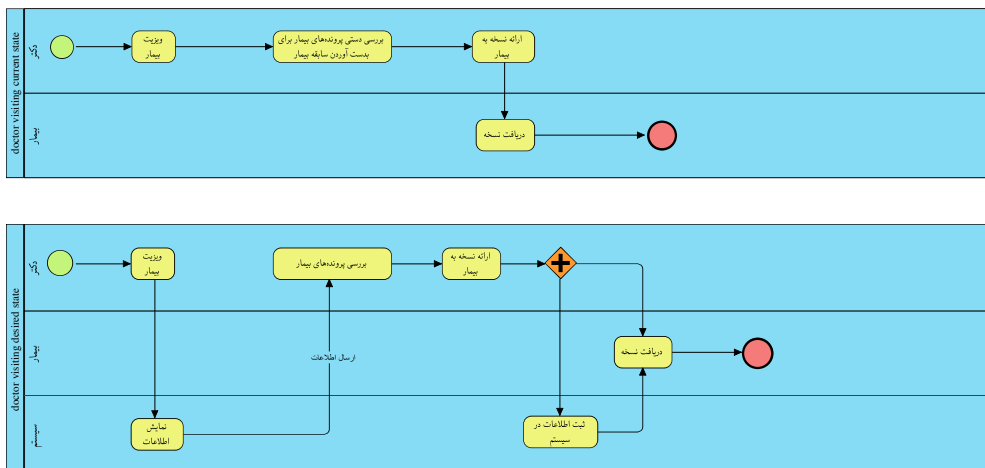 doctor visiting current state
دکتر
ویزیت
بیمار
بررسی دستی پرونده‌های بیمار برای
بدست آوردن سابقه بیمار
ارائه نسخه به
بیمار
بیمار
دریافت نسخه
doctor visiting desired state
دکتر
ویزیت
بیمار
بررسی پرونده‌های بیمار
ارائه نسخه به
بیمار
بیمار
ارسال اطلاعات
دریافت نسخه
سیستم
نمایش
اطلاعات
ثبت اطلاعات در
سیستم